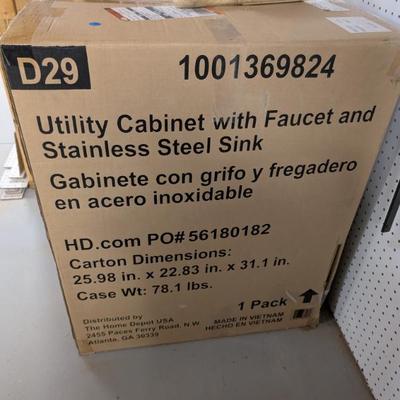 D29
1001369824
Utility Cabinet with Faucet and
Stainless Steel Sink
Gabinete con grifo y fregadero
en acero inoxidable
HD.com PO# 56180182
Carton Dimensions:
25.98 in. x 22.83 in. x 31.1 in.
Case Wt: 78.1 lbs.
1 Pack
Distributed by
The Home Depot USA
2455 Paces Ferry Road, N.W
Atlanta, GA 30339
MADE IN VIETNAM
HECHO EN VIETNAM